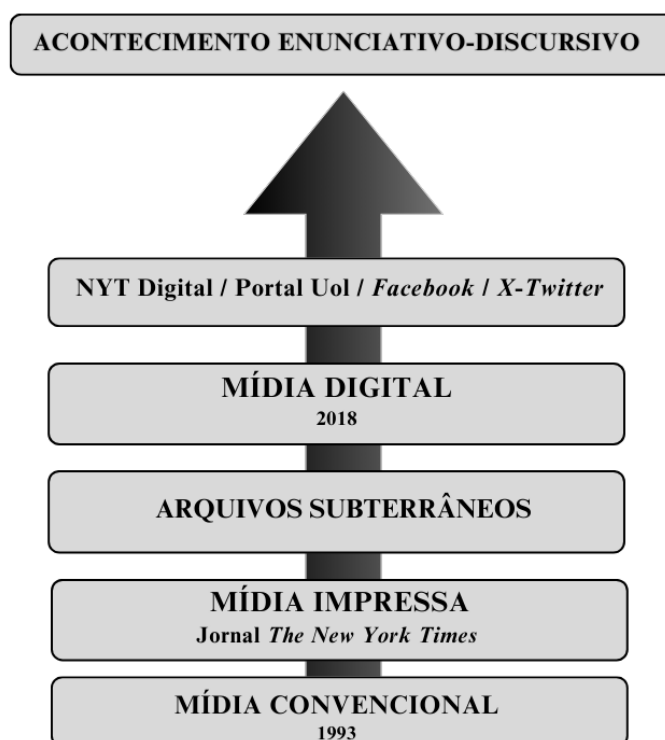 ACONTECIMENTO ENUNCIATIVO-DISCURSIVO
NYT Digital / Portal Uol / Facebook / X-Twitter
MÍDIA DIGITAL
2018
ARQUIVOS SUBTERRÂNEOS
MÍDIA IMPRESSA
Jornal The New York Times
MÍDIA CONVENCIONAL
1993